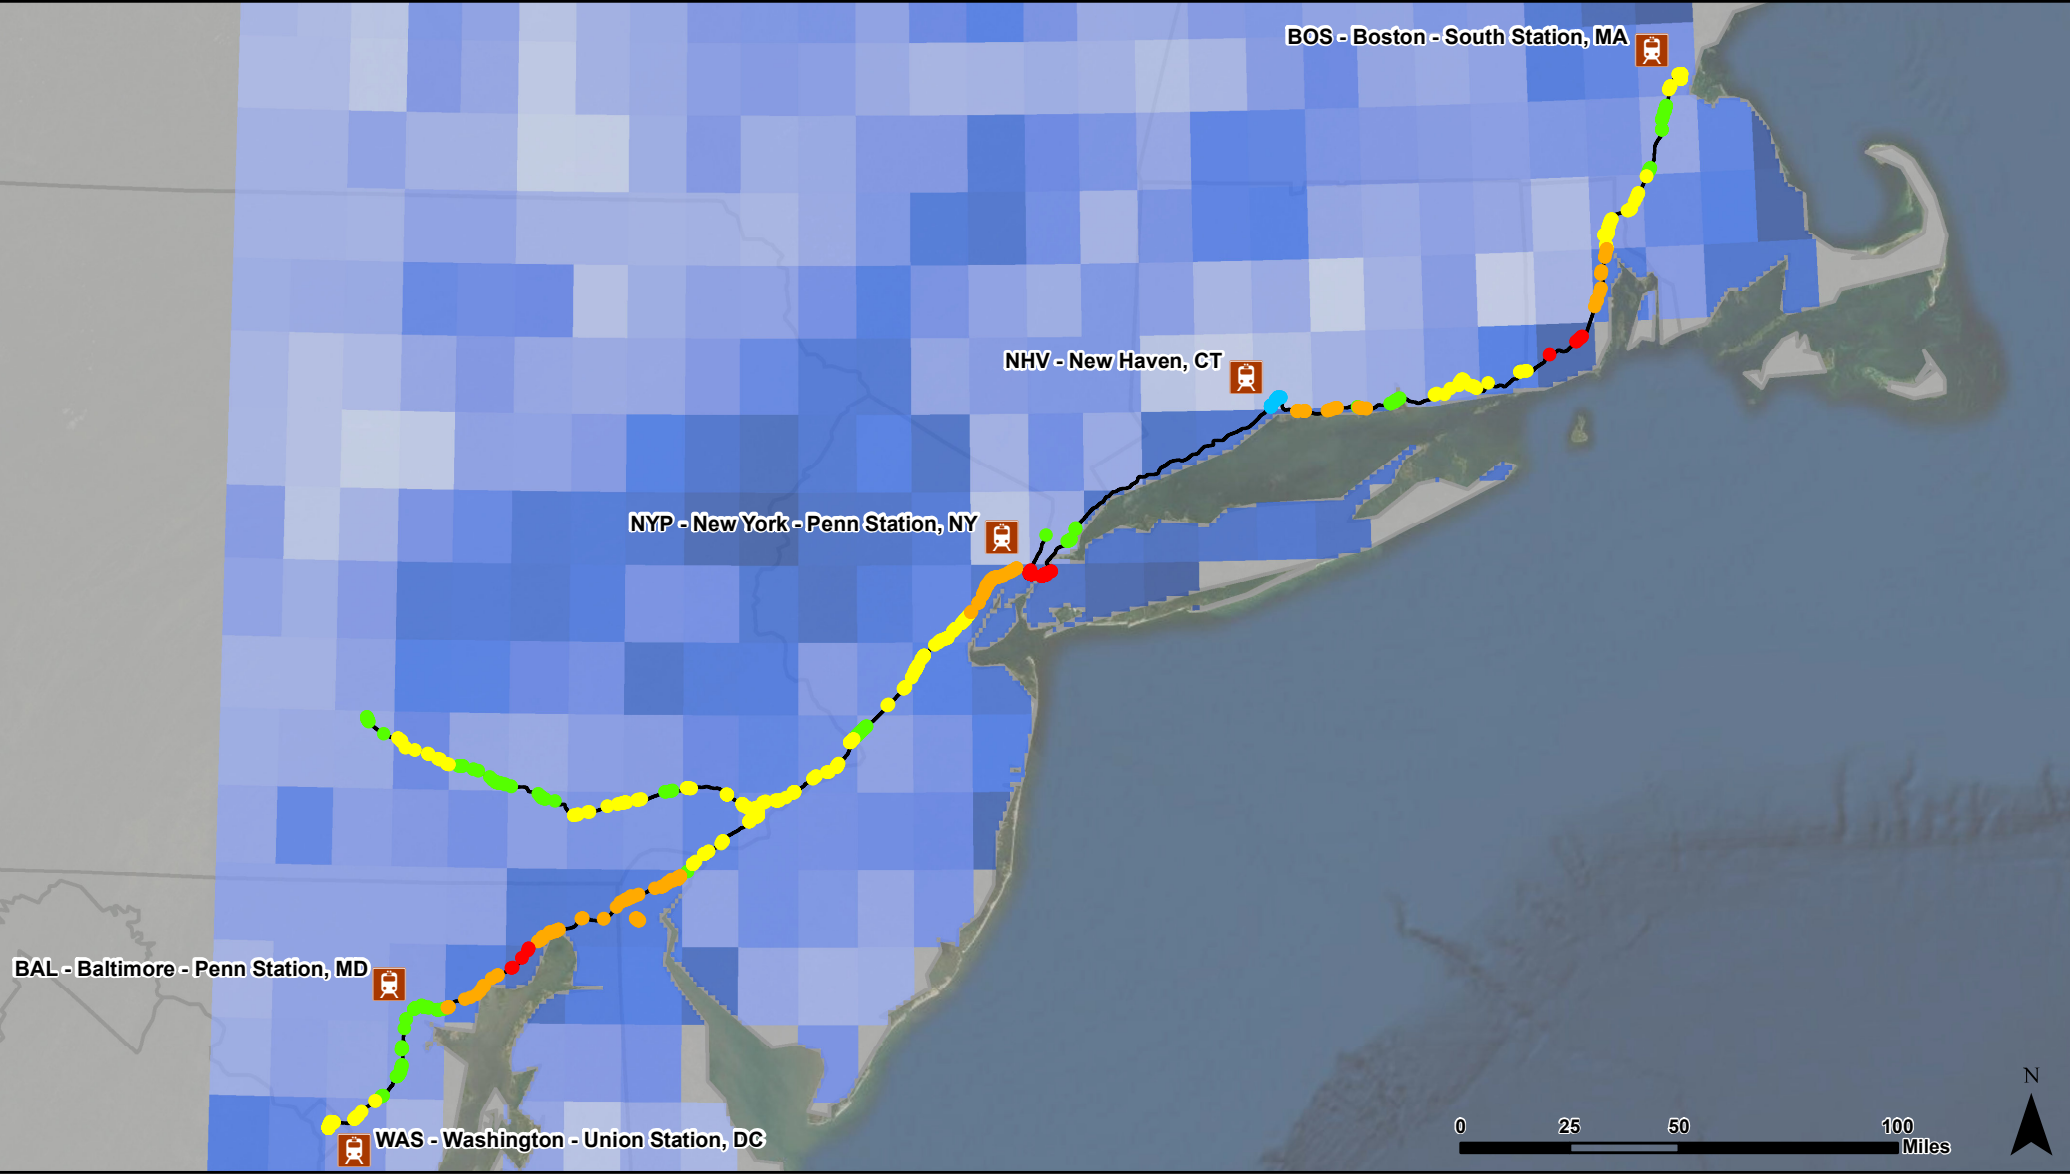 BOS - Boston - South Station, MA
NHV - New Haven, CT
NYP - New York - Penn Station, NY
BAL - Baltimore - Penn Station, MD
WAS - Washington - Union Station, DC
N
0 25 50 100
Miles